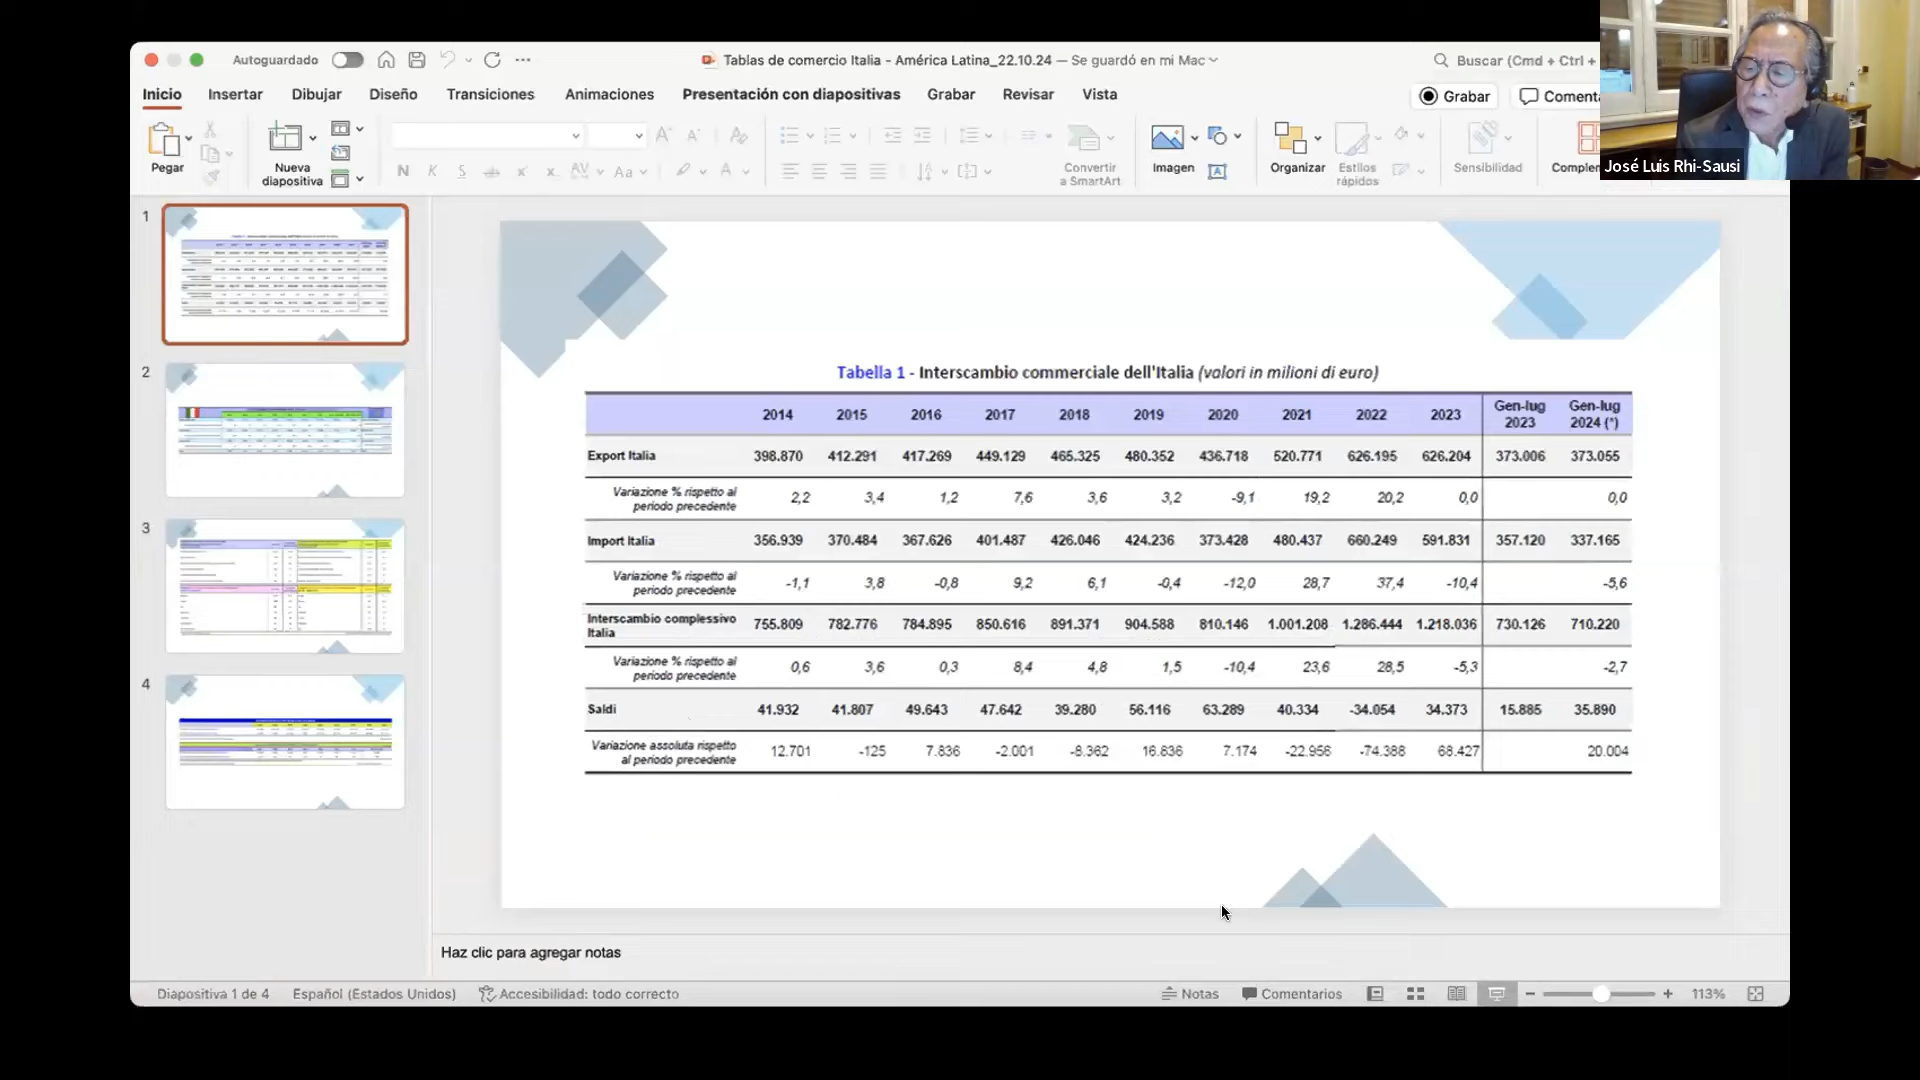 Autoguardado
Tablas de comercio Italia - América Latina_22.10.24 — Se guardó en mi Mac
Buscar (Cmd + Ctrl +
Inicio Insertar Dibujar Diseño Transiciones Animaciones Presentación con diapositivas Grabar Revisar Vista
Grabar
Comenta
José Luis Rhi-Sausi
Pegar
Nueva diapositiva
N K S
Aa
Convertir a SmartArt
Imagen
Organizar
Estilos rápidos
Sensibilidad
Complem
1
2
3
4
Tabella 1 - Interscambio commerciale dell'Italia (valori in milioni di euro)
2014 2015 2016 2017 2018 2019 2020 2021 2022 2023 Gen-lug 2023 Gen-lug 2024 (*)
Export Italia 398.870 412.291 417.269 449.129 465.325 480.352 436.718 520.771 626.195 626.204 373.006 373.055
Variazione % rispetto al periodo precedente 2,2 3,4 1,2 7,6 3,6 3,2 -9,1 19,2 20,2 0,0 0,0
Import Italia 356.939 370.484 367.626 401.487 426.046 424.236 373.428 480.437 660.249 591.831 357.120 337.165
Variazione % rispetto al periodo precedente -1,1 3,8 -0,8 9,2 6,1 -0,4 -12,0 28,7 37,4 -10,4 -5,6
Interscambio complessivo Italia 755.809 782.776 784.895 850.616 891.371 904.588 810.146 1.001.208 1.286.444 1.218.036 730.126 710.220
Variazione % rispetto al periodo precedente 0,6 3,6 0,3 8,4 4,8 1,5 -10,4 23,6 28,5 -5,3 -2,7
Saldi 41.932 41.807 49.643 47.642 39.280 56.116 63.289 40.334 -34.054 34.373 15.885 35.890
Variazione assoluta rispetto al periodo precedente 12.701 -125 7.836 -2.001 -8.362 16.836 7.174 -22.956 -74.388 68.427 20.004
Haz clic para agregar notas
Diapositiva 1 de 4 Español (Estados Unidos) Accesibilidad: todo correcto Notas Comentarios 113%